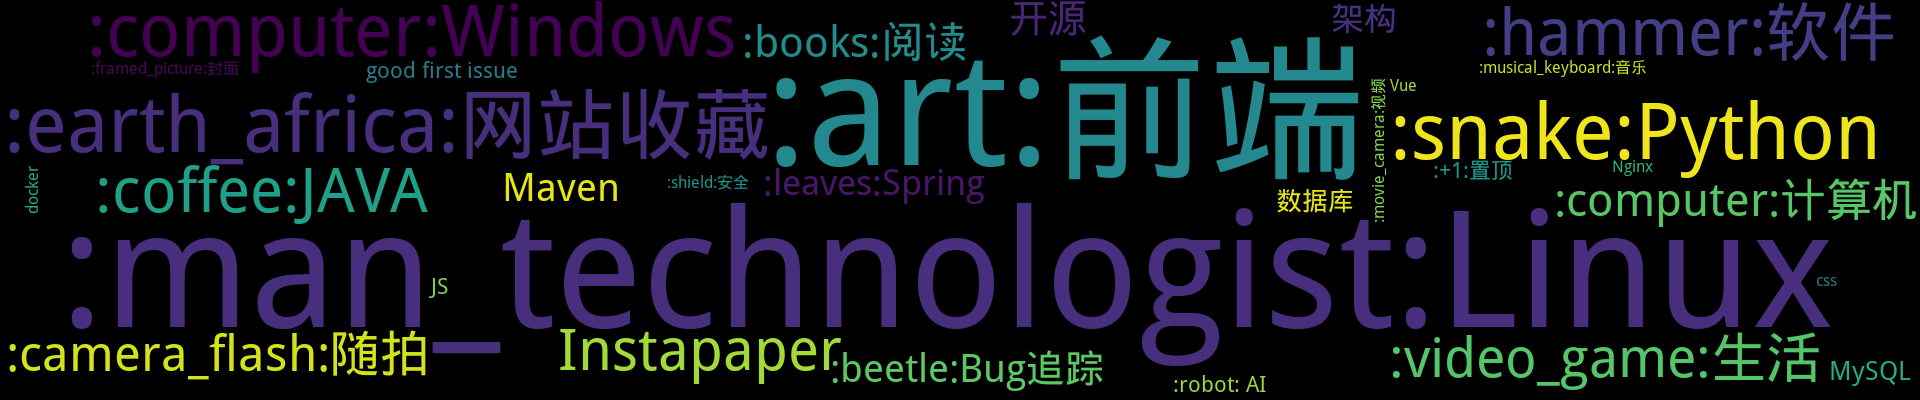 :computer:Windows
:books:阅读
开源
架构
:hammer:软件
:framed_picture:封面
good first issue
:musical_keyboard:音乐
:earth_africa:网站收藏
:art:前端
:movie_camera:视频
Vue
:snake:Python
docker
:coffee:JAVA
Maven
:shield:安全
:leaves:Spring
数据库
:+1:置顶
Nginx
:computer:计算机
:man_technologist:Linux
JS
css
:camera_flash:随拍
Instapaper
:beetle:Bug追踪
:robot: AI
:video_game:生活
MySQL